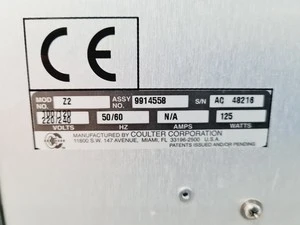 CE
MOD NO. Z2 ASSY NO. 9914558 S/N AC 48216
220/240 50/60 N/A 125
VOLTS HZ AMPS WATTS
MANUFACTURED BY COULTER CORPORATION
11800 S.W. 147 AVENUE, MIAMI, FL 33196-2500 U.S.A.
PATENTS ISSUED AND/OR PENDING.